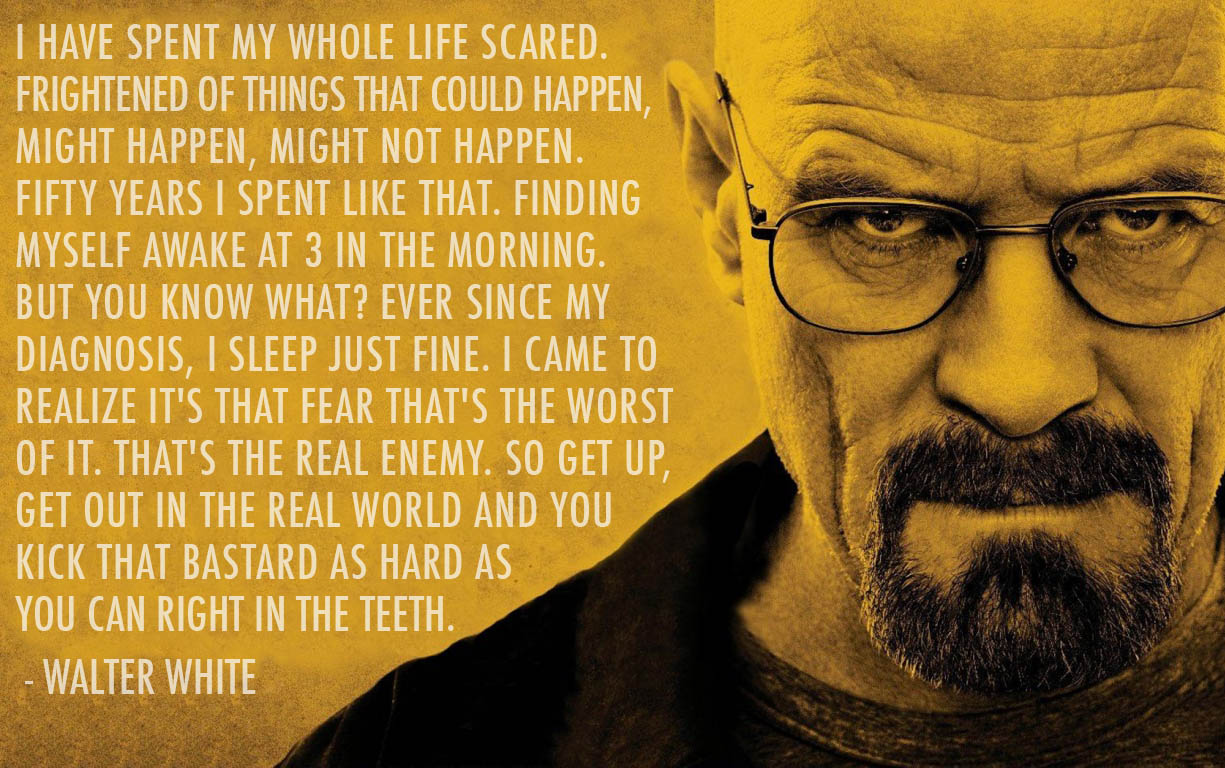 I HAVE SPENT MY WHOLE LIFE SCARED.
FRIGHTENED OF THINGS THAT COULD HAPPEN,
MIGHT HAPPEN, MIGHT NOT HAPPEN.
FIFTY YEARS I SPENT LIKE THAT. FINDING
MYSELF AWAKE AT 3 IN THE MORNING.
BUT YOU KNOW WHAT? EVER SINCE MY
DIAGNOSIS, I SLEEP JUST FINE. I CAME TO
REALIZE IT'S THAT FEAR THAT'S THE WORST
OF IT. THAT'S THE REAL ENEMY. SO GET UP,
GET OUT IN THE REAL WORLD AND YOU
KICK THAT BASTARD AS HARD AS
YOU CAN RIGHT IN THE TEETH.
- WALTER WHITE